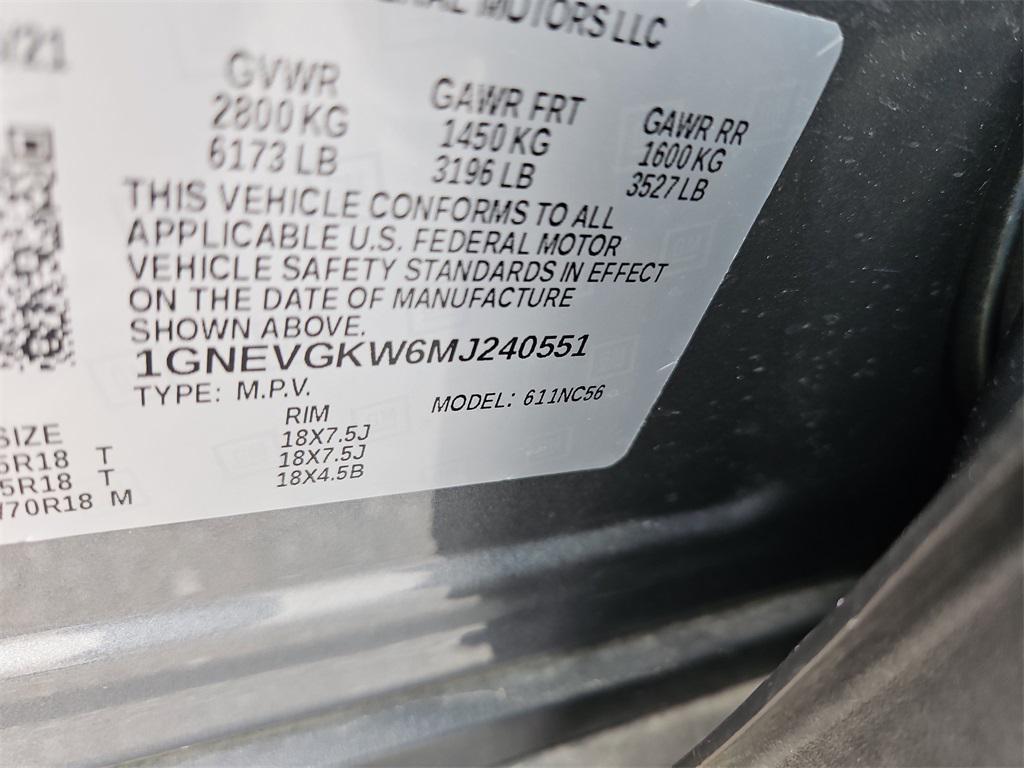 MOTORS LLC
/21
GVWR
2800 KG
6173 LB
GAWR FRT
1450 KG
3196 LB
GAWR RR
1600 KG
3527 LB
THIS VEHICLE CONFORMS TO ALL
APPLICABLE U.S. FEDERAL MOTOR
VEHICLE SAFETY STANDARDS IN EFFECT
ON THE DATE OF MANUFACTURE
SHOWN ABOVE.
1GNEVGKW6MJ240551
TYPE: M.P.V.
MODEL: 611NC56
SIZE
RIM
5R18 T
18X7.5J
5R18 T
18X7.5J
/70R18 M
18X4.5B